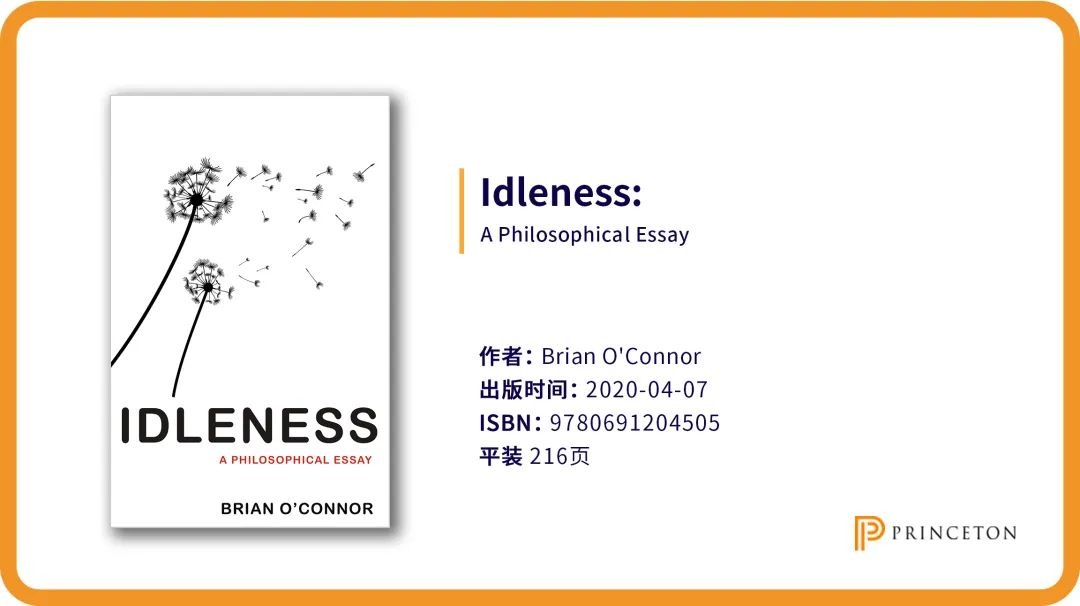 IDLENESS
A PHILOSOPHICAL ESSAY
BRIAN O’CONNOR
Idleness:
A Philosophical Essay
作者：Brian O'Connor
出版时间：2020-04-07
ISBN：9780691204505
平装 216页
PRINCETON